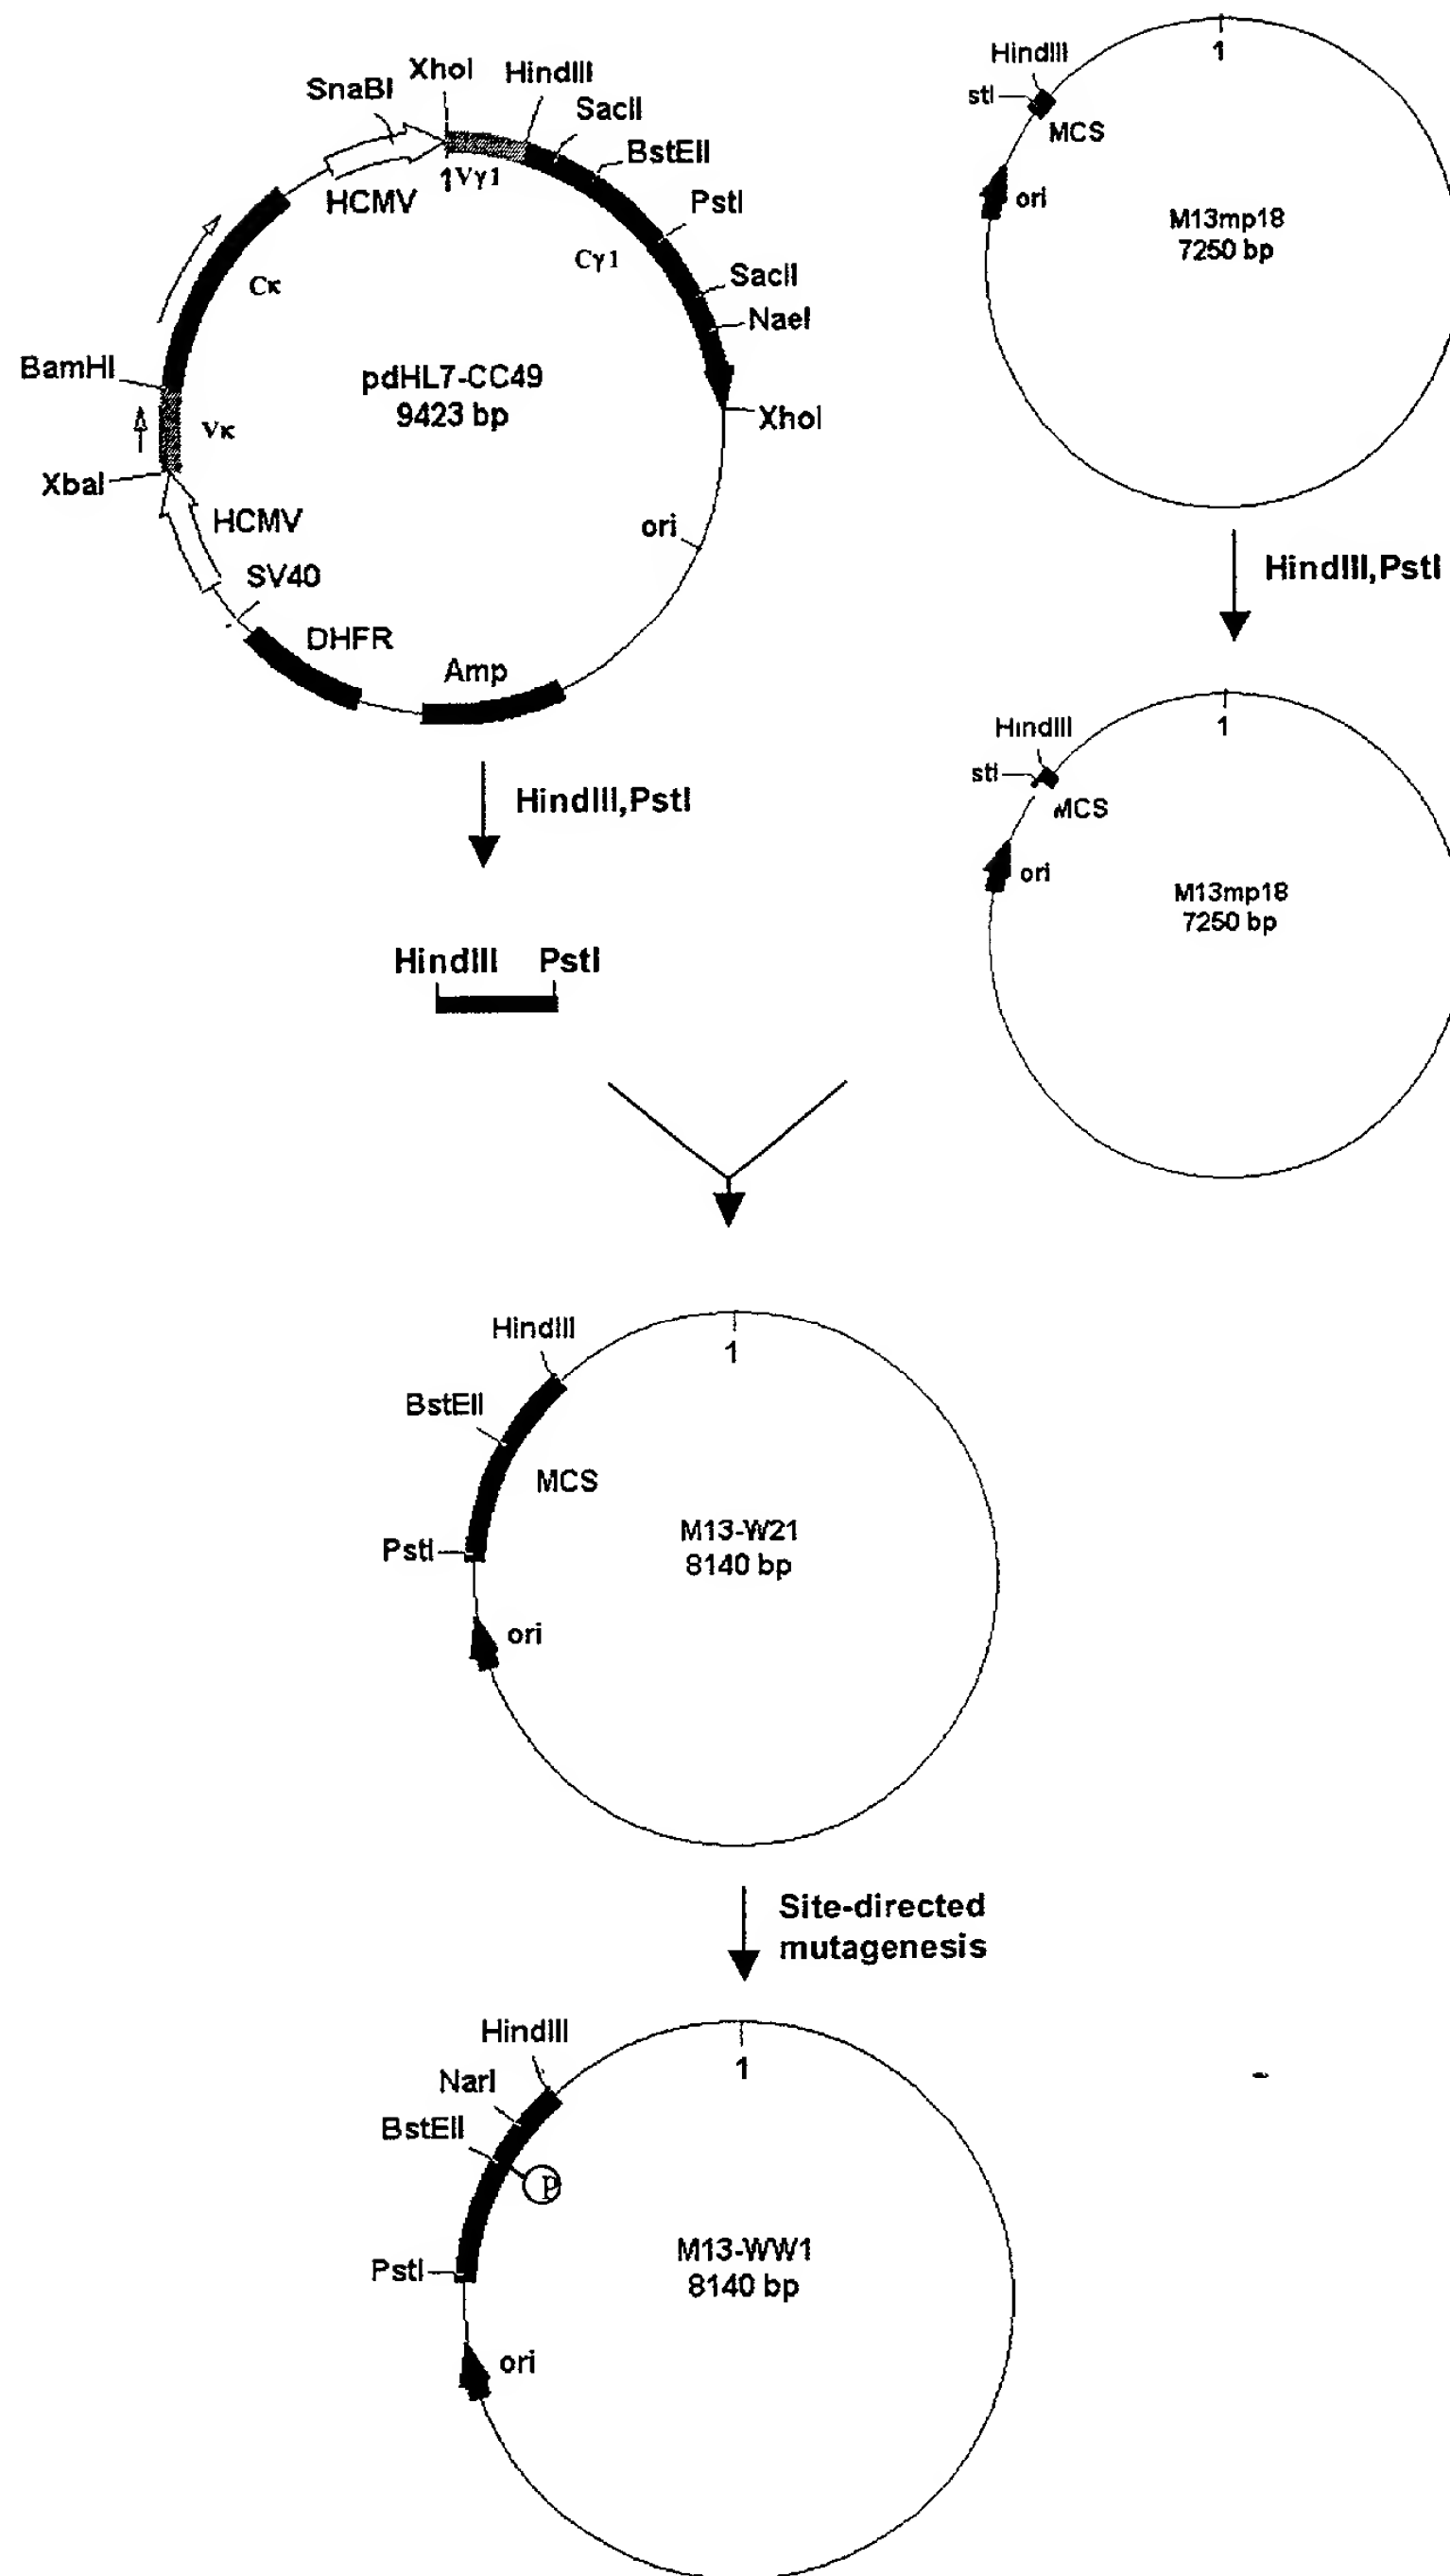 XhoI
HindIII
SnaBI
SacII
BstEII
1
Vγ1
HCMV
PstI
Cγ1
Cκ
SacII
NaeI
BamHI
pdHL7-CC49
9423 bp
XhoI
Vκ
XbaI
HCMV
ori
SV40
DHFR
Amp
HindIII,PstI
HindIII PstI
1
HindIII
stI
MCS
ori
M13mp18
7250 bp
HindIII,PstI
1
HindIII
stI
MCS
ori
M13mp18
7250 bp
HindIII
1
BstEII
MCS
M13-W21
8140 bp
PstI
ori
Site-directed
mutagenesis
HindIII
1
NarI
BstEII
P
M13-WW1
8140 bp
PstI
ori